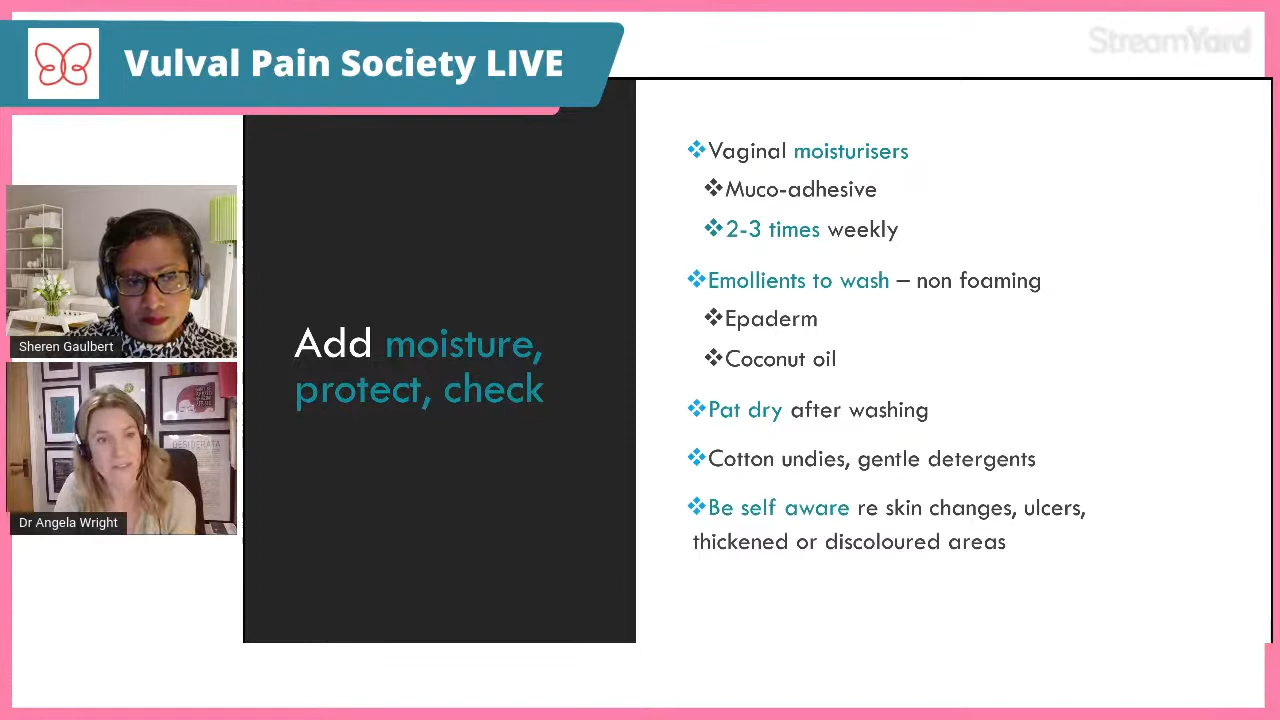 Vulval Pain Society LIVE
StreamYard
Add moisture,
protect, check
❖Vaginal moisturisers
❖Muco-adhesive
❖2-3 times weekly
❖Emollients to wash – non foaming
❖Epaderm
❖Coconut oil
❖Pat dry after washing
❖Cotton undies, gentle detergents
❖Be self aware re skin changes, ulcers,
thickened or discoloured areas
Sheren Gaulbert
DESIDERATA
Dr Angela Wright